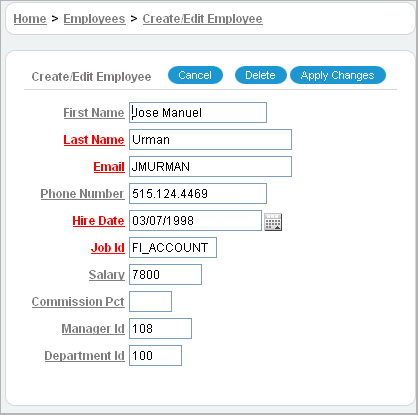 Home > Employees > Create/Edit Employee
Create/Edit Employee Cancel Delete Apply Changes
First Name Jose Manuel
Last Name Urman
Email JMURMAN
Phone Number 515.124.4469
Hire Date 03/07/1998
Job Id FI_ACCOUNT
Salary 7800
Commission Pct
Manager Id 108
Department Id 100